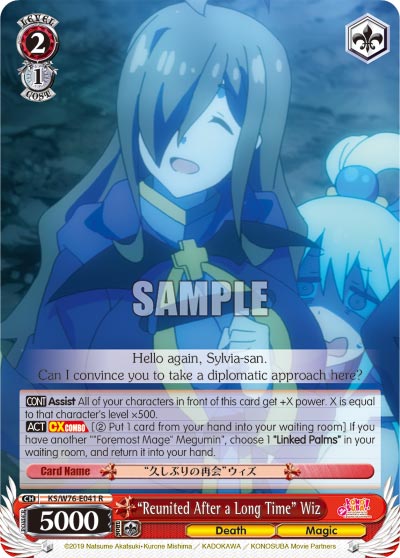 LEVEL
2
1
COST
SAMPLE
Hello again, Sylvia-san.
Can I convince you to take a diplomatic approach here?
CONT Assist All of your characters in front of this card get +X power. X is
equal to that character's level ×500.
ACT CX COMBO [② Put 1 card from your hand into your waiting room] If you
have another ""Foremost Mage" Megumin", choose 1 "Linked Palms" in your
waiting room, and return it into your hand.
Card Name "久しぶりの再会"ウィズ
CH KS/W76-E041 R
"Reunited After a Long Time" Wiz
POWER 5000
Death Magic
©2019 Natsume Akatsuki・Kurone Mishima / KADOKAWA / KONOSUBA Movie Partners